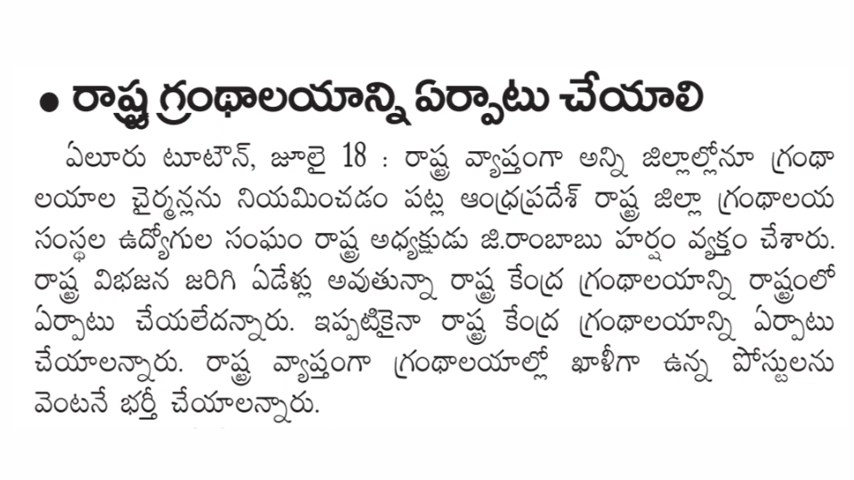 • రాష్ట్ర గ్రంథాలయాన్ని ఏర్పాటు చేయాలి
ఏలూరు టూటౌన్, జూలై 18 : రాష్ట్ర వ్యాప్తంగా అన్ని జిల్లాల్లోనూ గ్రంథా
లయాల చైర్మన్లను నియమించడం పట్ల ఆంధ్రప్రదేశ్ రాష్ట్ర జిల్లా గ్రంథాలయ
సంస్థల ఉద్యోగుల సంఘం రాష్ట్ర అధ్యక్షుడు జి.రాంబాబు హర్షం వ్యక్తం చేశారు.
రాష్ట్ర విభజన జరిగి ఏడేళ్లు అవుతున్నా రాష్ట్ర కేంద్ర గ్రంథాలయాన్ని రాష్ట్రంలో
ఏర్పాటు చేయలేదన్నారు. ఇప్పటికైనా రాష్ట్ర కేంద్ర గ్రంథాలయాన్ని ఏర్పాటు
చేయాలన్నారు. రాష్ట్ర వ్యాప్తంగా గ్రంథాలయాల్లో ఖాళీగా ఉన్న పోస్టులను
వెంటనే భర్తీ చేయాలన్నారు.